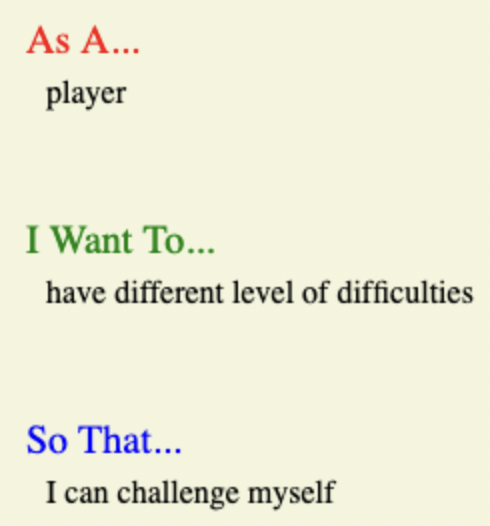 As A...
player
I Want To...
have different level of difficulties
So That...
I can challenge myself